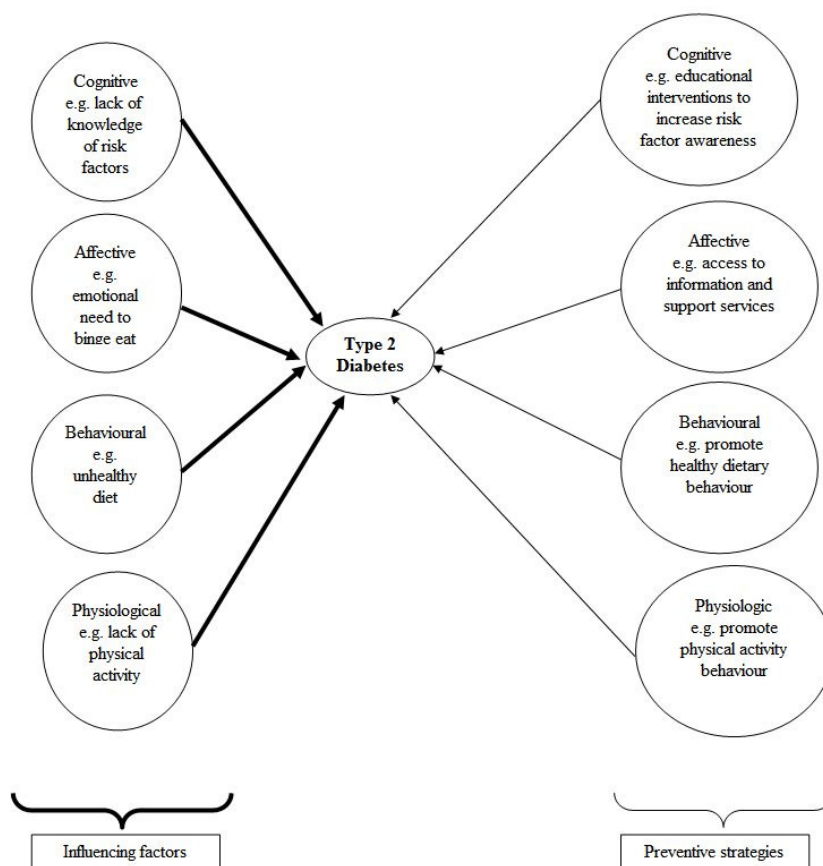 Cognitive
e.g. lack of
knowledge
of risk
factors
Affective
e.g.
emotional
need to
binge eat
Behavioural
e.g.
unhealthy
diet
Physiological
e.g. lack of
physical
activity
Type 2
Diabetes
Cognitive
e.g. educational
interventions to
increase risk
factor awareness
Affective
e.g. access to
information and
support services
Behavioural
e.g. promote
healthy dietary
behaviour
Physiologic
e.g. promote
physical activity
behaviour
Influencing factors
Preventive strategies